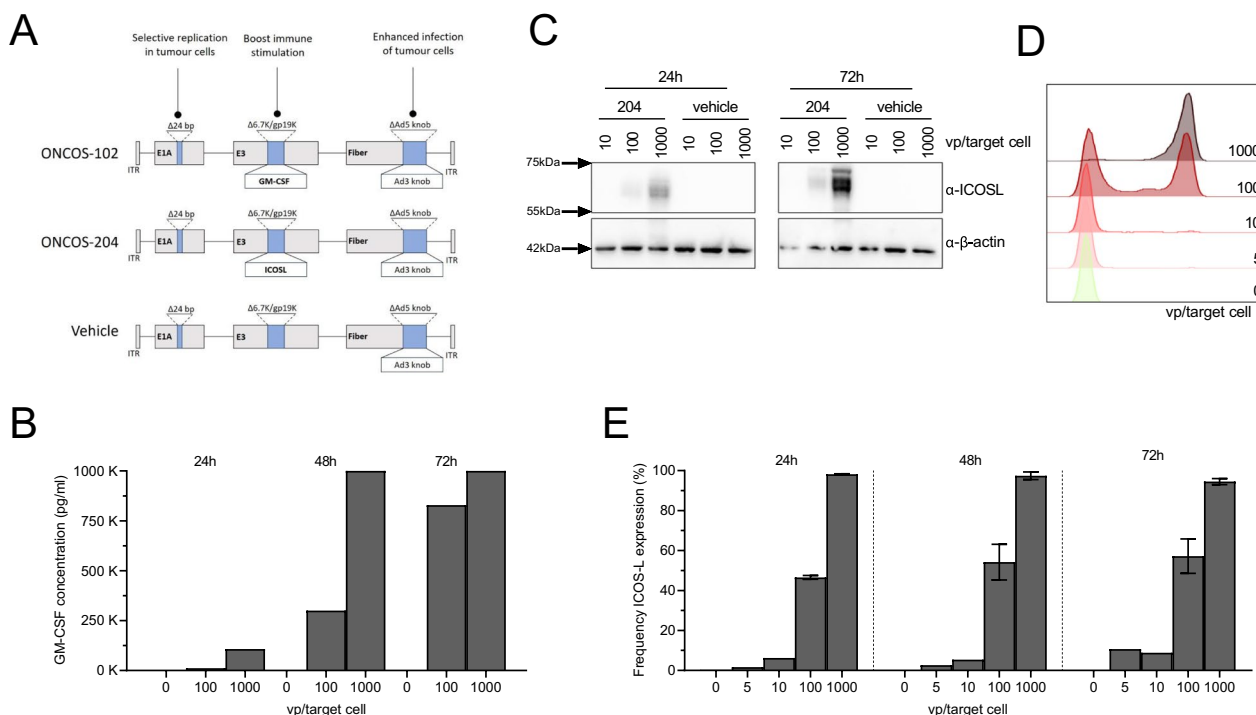 A
Selective replication
in tumour cells
Boost immune
stimulation
Enhanced infection
of tumour cells
ONCOS-102
Δ24 bp
Δ6.7K/gp19K
ΔAd5 knob
E1A
E3
Fiber
ITR
ITR
GM-CSF
Ad3 knob
ONCOS-204
Δ24 bp
Δ6.7K/gp19K
ΔAd5 knob
E1A
E3
Fiber
ITR
ITR
ICOSL
Ad3 knob
Vehicle
Δ24 bp
Δ6.7K/gp19K
ΔAd5 knob
E1A
E3
Fiber
ITR
ITR
Ad3 knob
B
24h
48h
72h
GM-CSF concentration (pg/ml)
1000 K
750 K
500 K
250 K
0 K
0 100 1000 0 100 1000 0 100 1000
vp/target cell
C
24h
72h
204
vehicle
204
vehicle
10 100 1000 10 100 1000
10 100 1000 10 100 1000
vp/target cell
75kDa
55kDa
42kDa
α-ICOSL
α-β-actin
D
1000
100
10
5
0
vp/target cell
E
24h
48h
72h
Frequency ICOS-L expression (%)
100
80
60
40
20
0
0 5 10 100 1000 0 5 10 100 1000 0 5 10 100 1000
vp/target cell